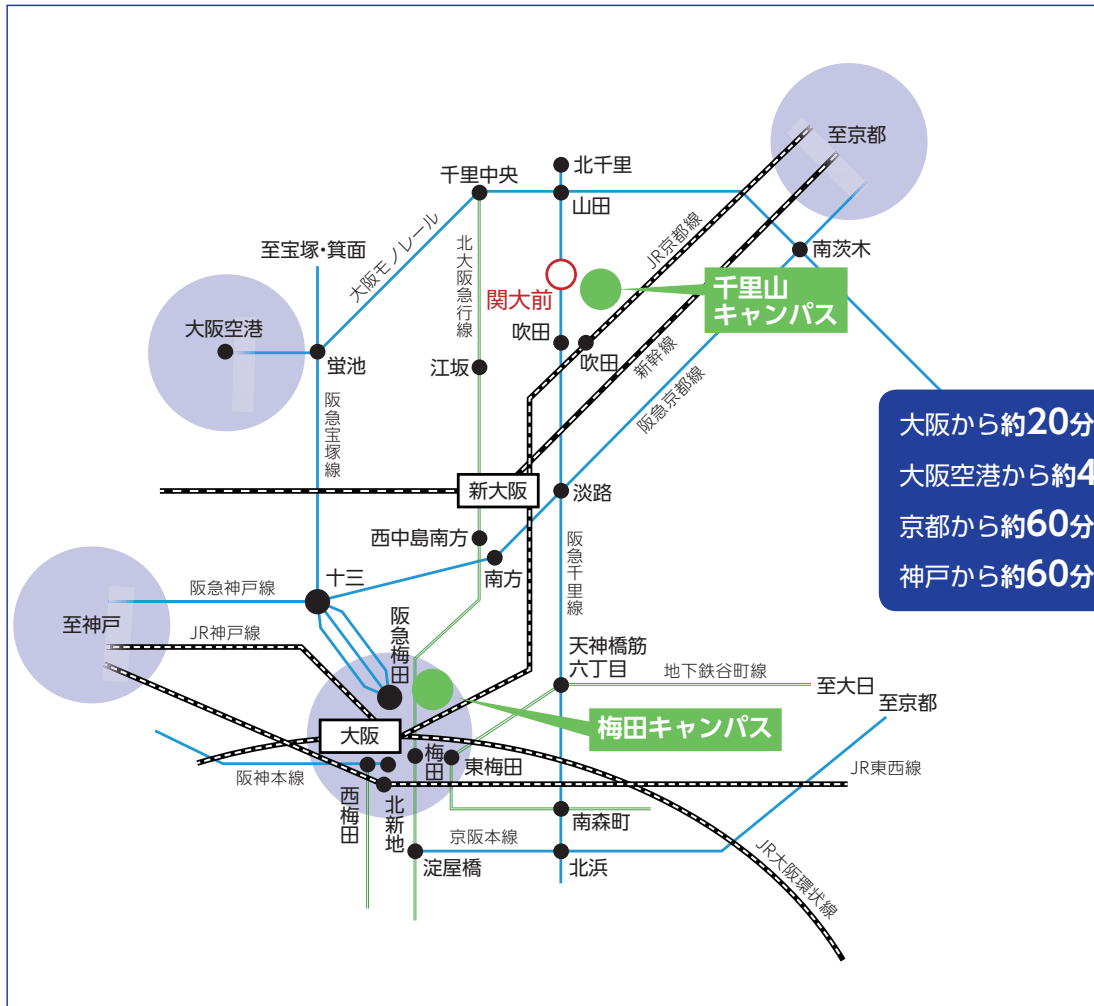 至京都
北千里
千里中央
山田
至宝塚・箕面
大阪モノレール
北大阪急行線
JR京都線
南茨木
関大前
千里山
キャンパス
大阪空港
蛍池
吹田
吹田
江坂
新幹線
阪急京都線
阪急宝塚線
大阪から約20分
大阪空港から約4
京都から約60分
神戸から約60分
新大阪
淡路
西中島南方
南方
阪急千里線
十三
阪急神戸線
至神戸
JR神戸線
阪急梅田
天神橋筋
六丁目
地下鉄谷町線
至大日
至京都
梅田キャンパス
大阪
梅田
東梅田
阪神本線
JR東西線
西梅田
北新地
南森町
淀屋橋
京阪本線
北浜
JR大阪環状線